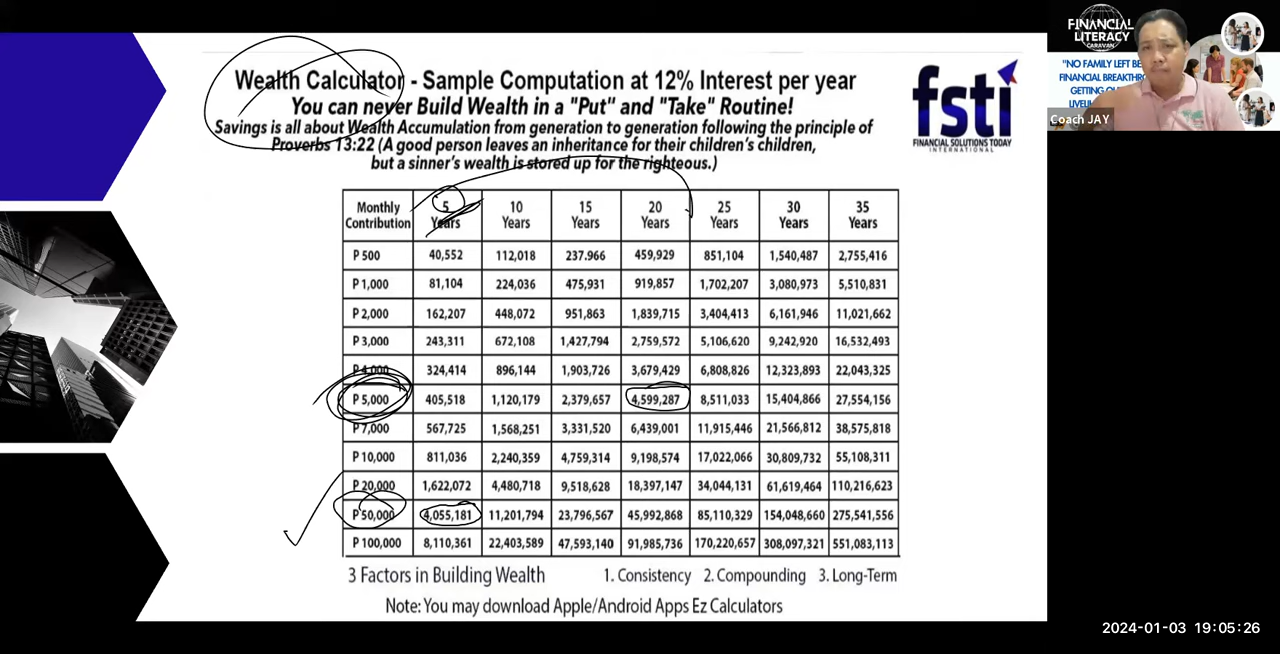 Wealth Calculator - Sample Computation at 12% Interest per year
You can never Build Wealth in a "Put" and "Take" Routine!
Savings is all about Wealth Accumulation from generation to generation following the principle of
Proverbs 13:22 (A good person leaves an inheritance for their children's children,
but a sinner's wealth is stored up for the righteous.)
fsti
FINANCIAL SOLUTIONS TODAY
INTERNATIONAL
FINANCIAL
LITERACY
CARAVAN
"NO FAMILY LEFT
FINANCIAL
GETTING
Coach JAY
Monthly Contribution 5 Years 10 Years 15 Years 20 Years 25 Years 30 Years 35 Years
P 500 40,552 112,018 237.966 459,929 851,104 1,540,487 2,755,416
P 1,000 81,104 224,036 475,931 919,857 1,702,207 3,080,973 5,510,831
P 2,000 162,207 448,072 951,863 1,839,715 3,404,413 6,161,946 11,021,662
P 3,000 243,311 672,108 1,427,794 2,759,572 5,106,620 9,242,920 16,532,493
P 4,000 324,414 896,144 1,903,726 3,679,429 6,808,826 12,323,893 22,043,325
P 5,000 405,518 1,120,179 2,379,657 4,599,287 8,511,033 15,404,866 27,554,156
P 7,000 567,725 1,568,251 3,331,520 6,439,001 11,915,446 21,566,812 38,575,818
P 10,000 811,036 2,240,359 4,759,314 9,198,574 17,022,066 30,809,732 55,108,311
P 20,000 1,622,072 4,480,718 9,518,628 18,397,147 34,044,131 61,619,464 110,216,623
P 50,000 4,055,181 11,201,794 23,796,567 45,992,868 85,110,329 154,048,660 275,541,556
P 100,000 8,110,361 22,403,589 47,593,140 91,985,736 170,220,657 308,097,321 551,083,113
3 Factors in Building Wealth 1. Consistency 2. Compounding 3. Long-Term
Note: You may download Apple/Android Apps Ez Calculators
2024-01-03 19:05:26